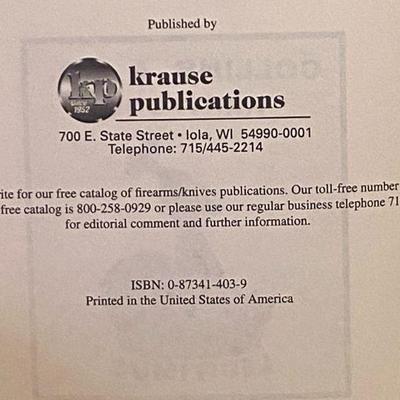 Published by
kp
Since
1952
krause
publications
700 E. State Street • Iola, WI 54990-0001
Telephone: 715/445-2214
rite for our free catalog of firearms/knives publications. Our toll-free number
free catalog is 800-258-0929 or please use our regular business telephone 71
for editorial comment and further information.
ISBN: 0-87341-403-9
Printed in the United States of America